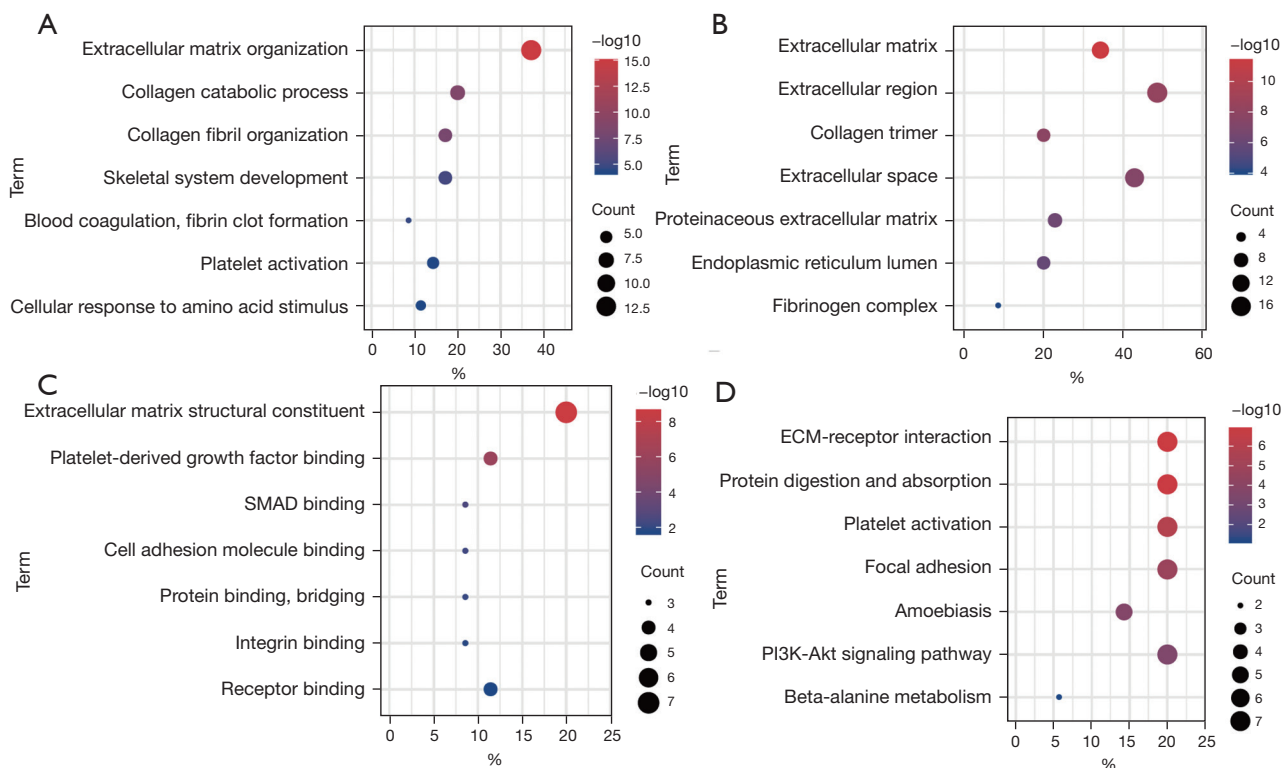 A
Extracellular matrix organization
Collagen catabolic process
Collagen fibril organization
Skeletal system development
Blood coagulation, fibrin clot formation
Platelet activation
Cellular response to amino acid stimulus
Term
0 10 20 30 40
%
−log10
15.0
12.5
10.0
7.5
5.0
Count
5.0
7.5
10.0
12.5
B
Extracellular matrix
Extracellular region
Collagen trimer
Extracellular space
Proteinaceous extracellular matrix
Endoplasmic reticulum lumen
Fibrinogen complex
Term
0 20 40 60
%
−log10
10
8
6
4
Count
4
8
12
16
C
Extracellular matrix structural constituent
Platelet-derived growth factor binding
SMAD binding
Cell adhesion molecule binding
Protein binding, bridging
Integrin binding
Receptor binding
Term
0 5 10 15 20 25
%
−log10
8
6
4
2
Count
3
4
5
6
7
D
ECM-receptor interaction
Protein digestion and absorption
Platelet activation
Focal adhesion
Amoebiasis
PI3K-Akt signaling pathway
Beta-alanine metabolism
Term
0 5 10 15 20 25
%
−log10
6
5
4
3
2
Count
2
3
4
5
6
7